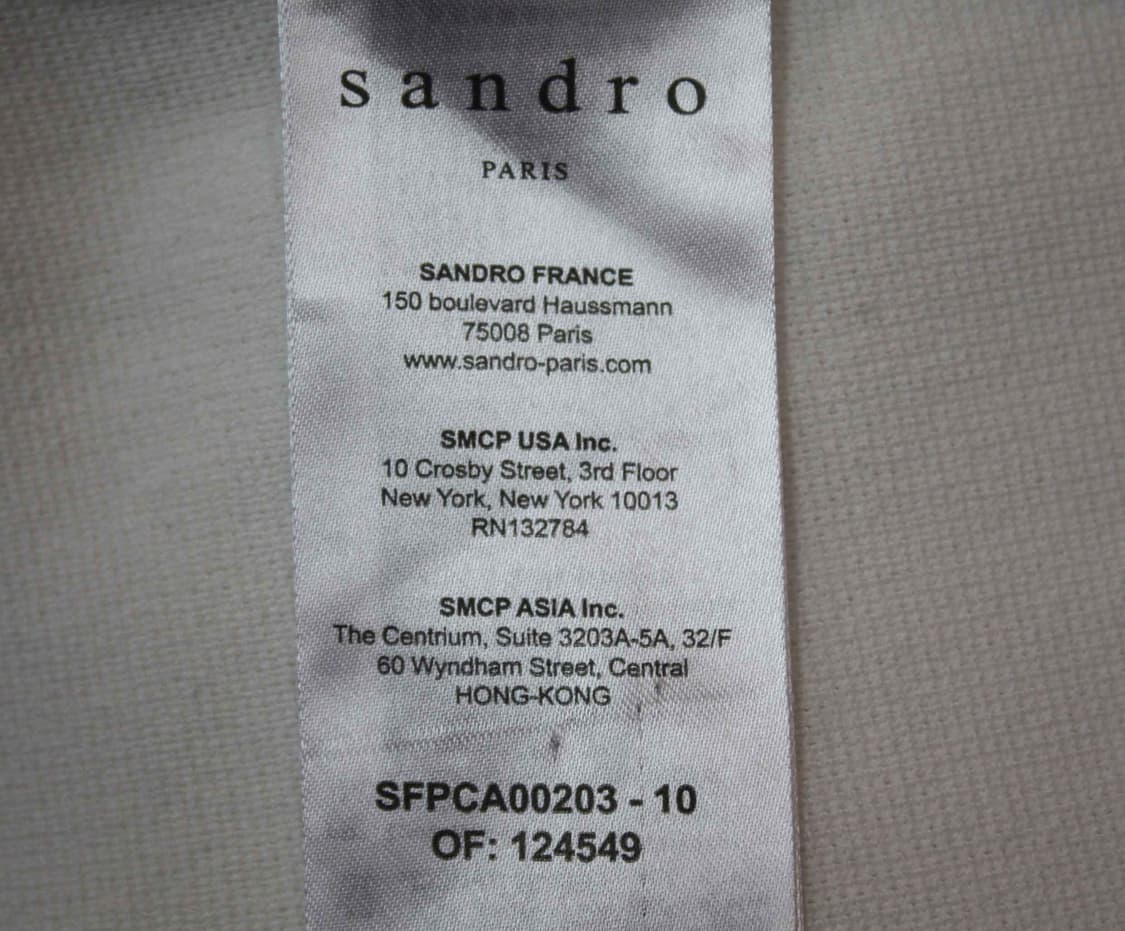 sandro
PARIS
SANDRO FRANCE
150 boulevard Haussmann
75008 Paris
www.sandro-paris.com
SMCP USA Inc.
10 Crosby Street, 3rd Floor
New York, New York 10013
RN132784
SMCP ASIA Inc.
The Centrium, Suite 3203A-5A, 32/F
60 Wyndham Street, Central
HONG-KONG
SFPCA00203 - 10
OF: 124549